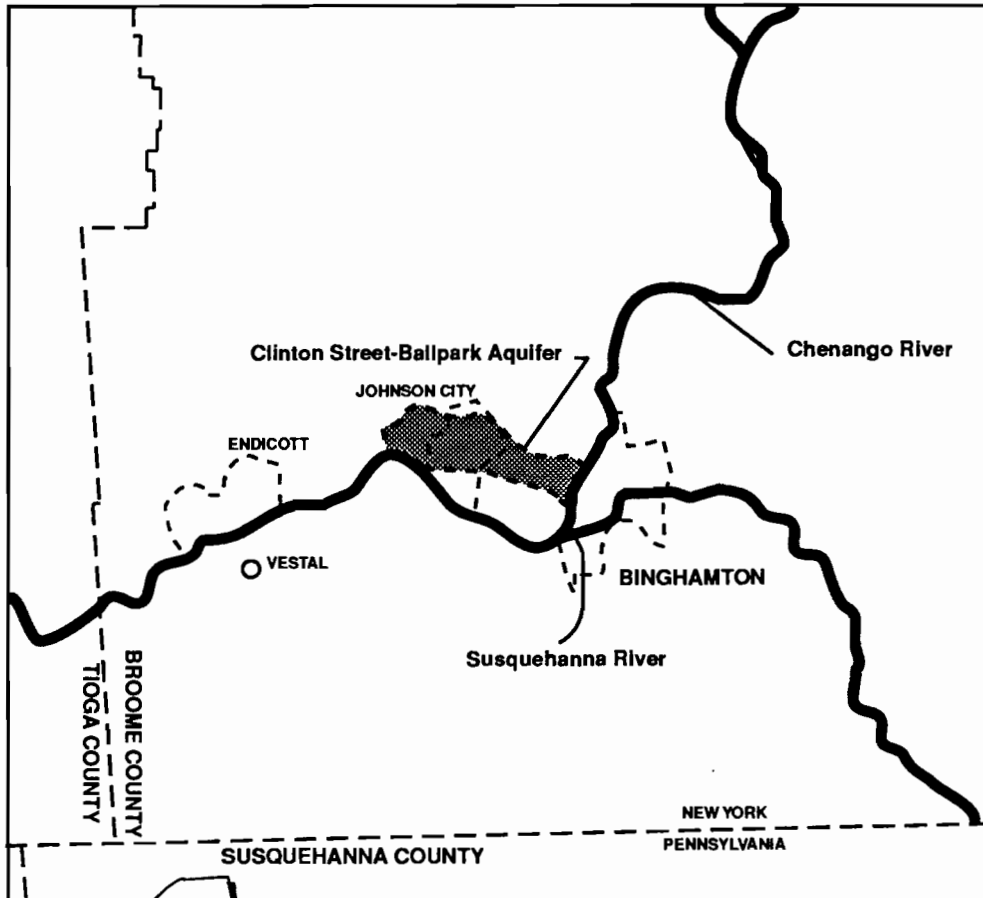 Clinton Street-Ballpark Aquifer
Chenango River
JOHNSON CITY
ENDICOTT
VESTAL
BINGHAMTON
Susquehanna River
TIOGA COUNTY
BROOME COUNTY
NEW YORK
PENNSYLVANIA
SUSQUEHANNA COUNTY